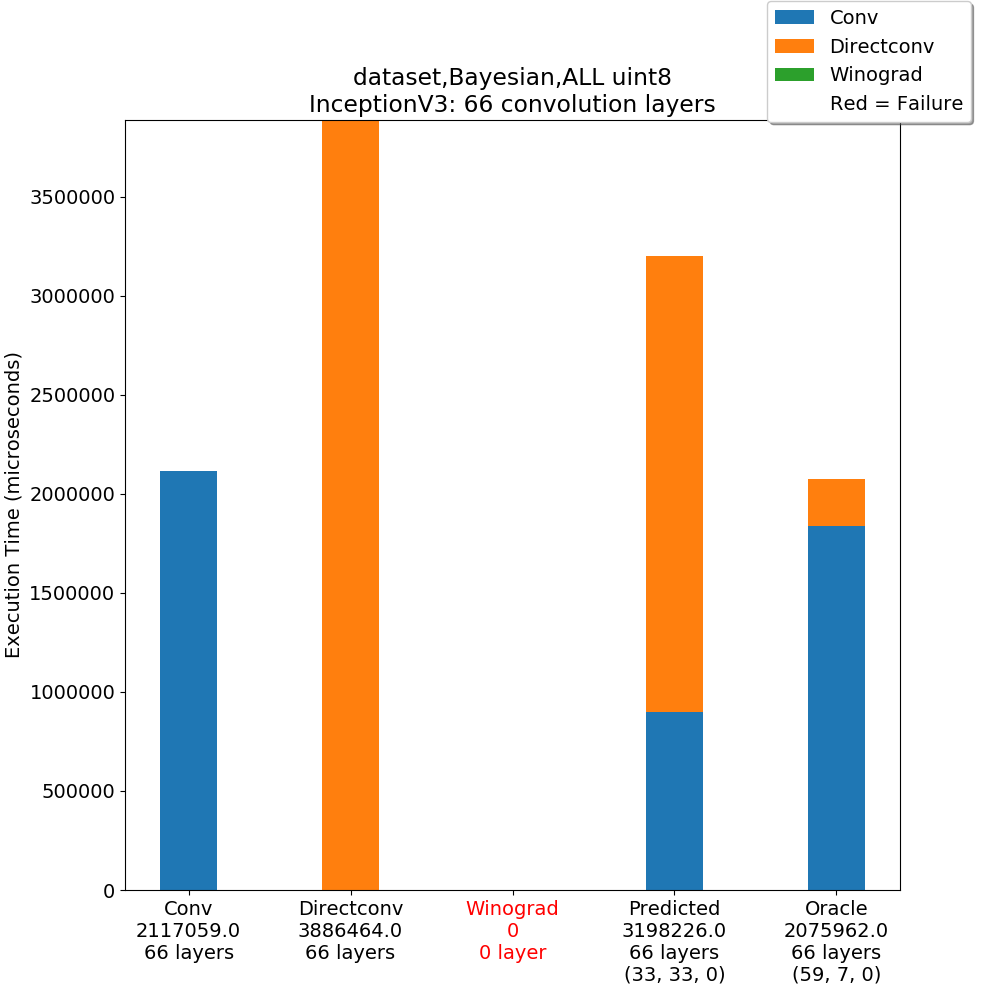 Conv
Directconv
Winograd
Red = Failure
dataset,Bayesian,ALL uint8
InceptionV3: 66 convolution layers
Execution Time (microseconds)
3500000
3000000
2500000
2000000
1500000
1000000
500000
0
Conv
2117059.0
66 layers
Directconv
3886464.0
66 layers
Winograd
0
0 layer
Predicted
3198226.0
66 layers
(33, 33, 0)
Oracle
2075962.0
66 layers
(59, 7, 0)